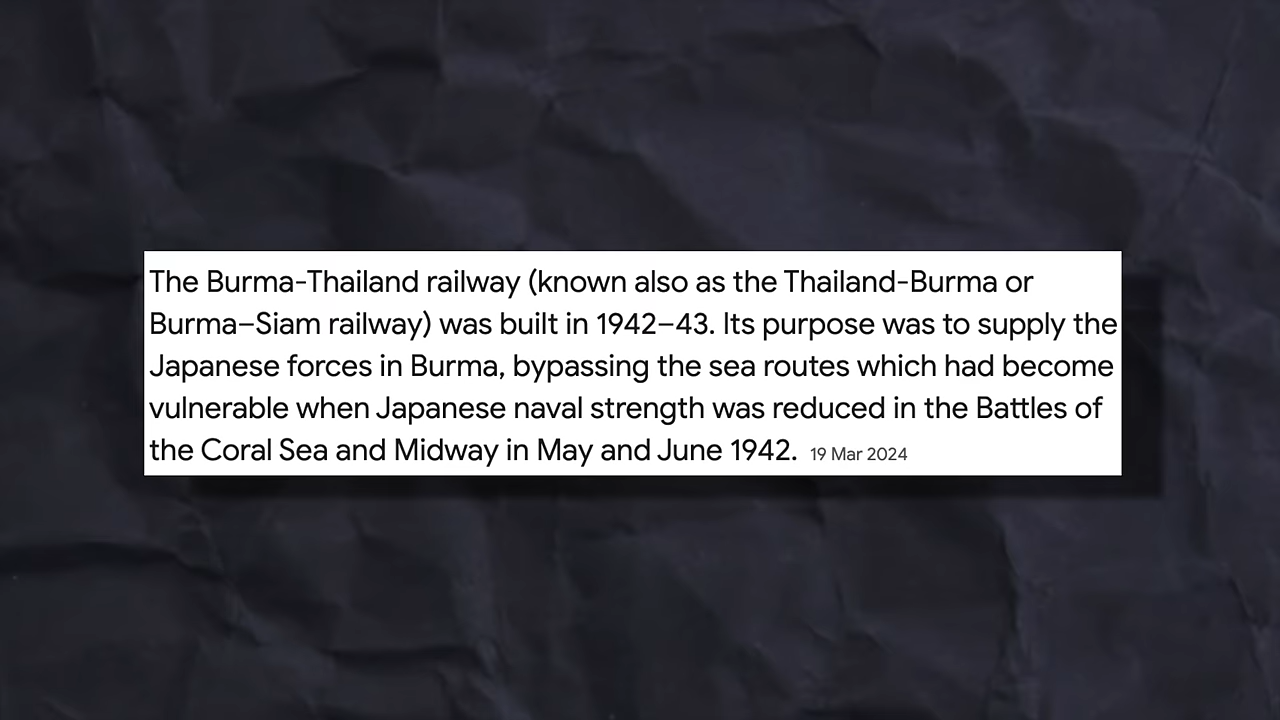 The Burma-Thailand railway (known also as the Thailand-Burma or
Burma–Siam railway) was built in 1942–43. Its purpose was to supply the
Japanese forces in Burma, bypassing the sea routes which had become
vulnerable when Japanese naval strength was reduced in the Battles of
the Coral Sea and Midway in May and June 1942. 19 Mar 2024